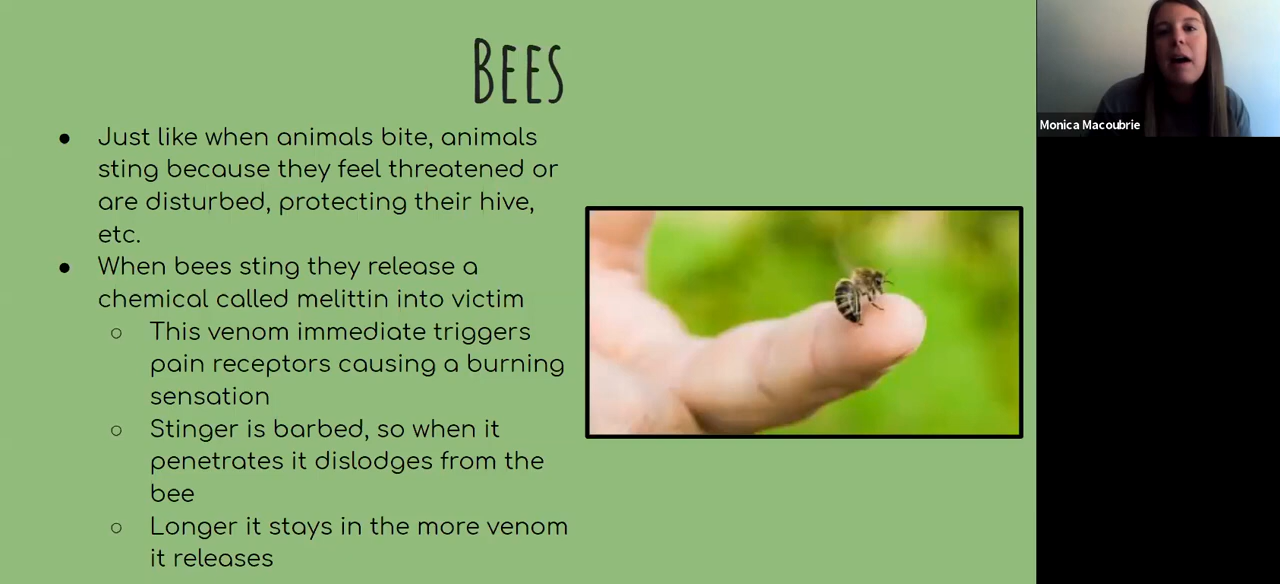 Bees
● Just like when animals bite, animals
sting because they feel threatened or
are disturbed, protecting their hive,
etc.
● When bees sting they release a
chemical called melittin into victim
○ This venom immediate triggers
pain receptors causing a burning
sensation
○ Stinger is barbed, so when it
penetrates it dislodges from the
bee
○ Longer it stays in the more venom
it releases
Monica Macoubrie